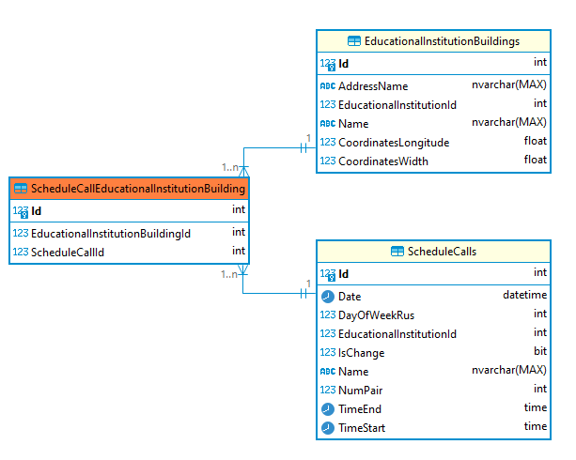 EducationalInstitutionBuildings
123 Id int
ABC AddressName nvarchar(MAX)
123 EducationalInstitutionId int
ABC Name nvarchar(MAX)
123 CoordinatesLongitude float
123 CoordinatesWidth float
1
1..n
ScheduleCallEducationalInstitutionBuilding
123 Id int
123 EducationalInstitutionBuildingId int
123 ScheduleCallId int
1..n
1
ScheduleCalls
123 Id int
Date datetime
123 DayOfWeekRus int
123 EducationalInstitutionId int
123 IsChange bit
ABC Name nvarchar(MAX)
123 NumPair int
TimeEnd time
TimeStart time